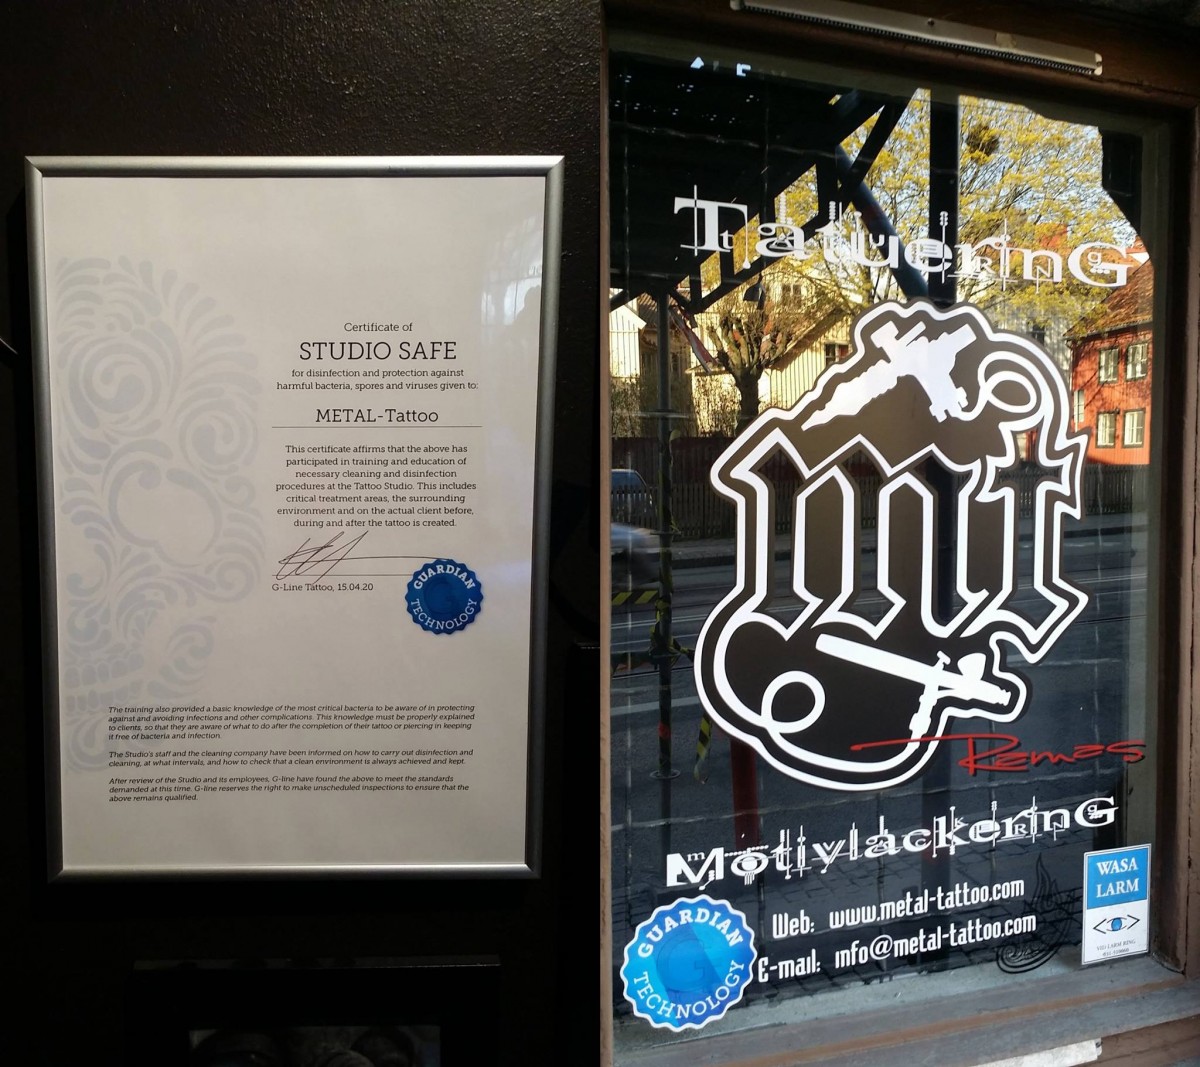 Certificate of
STUDIO SAFE
for disinfection and protection against
harmful bacteria, spores and viruses given to:
METAL-Tattoo
This certificate affirms that the above has
participated in training and education of
necessary cleaning and disinfection
procedures at the Tattoo Studio. This includes
critical treatment areas, the surrounding
environment and on the actual client before,
during and after the tattoo is created.
G-Line Tattoo, 15.04.20
GUARDIAN
TECHNOLOGY
The training also provided a basic knowledge of the most critical bacteria to be aware of in protecting
against and avoiding infections and other complications. This knowledge must be properly explained
to clients, so that they are aware of what to do after the completion of their tattoo or piercing in keeping
it free of bacteria and infection.
The Studio's staff and the cleaning company have been informed on how to carry out disinfection and
cleaning, at what intervals, and how to check that a clean environment is always achieved and kept.
After review of the Studio and its employees, G-line have found the above to meet the standards
demanded at this time. G-line reserves the right to make unscheduled inspections to ensure that the
above remains qualified.
TatuerinG
mt
Ramas
MotivlackerinG
Web: www.metal-tattoo.com
E-mail: info@metal-tattoo.com
GUARDIAN
G
TECHNOLOGY
WASA
LARM
VID LARM RING